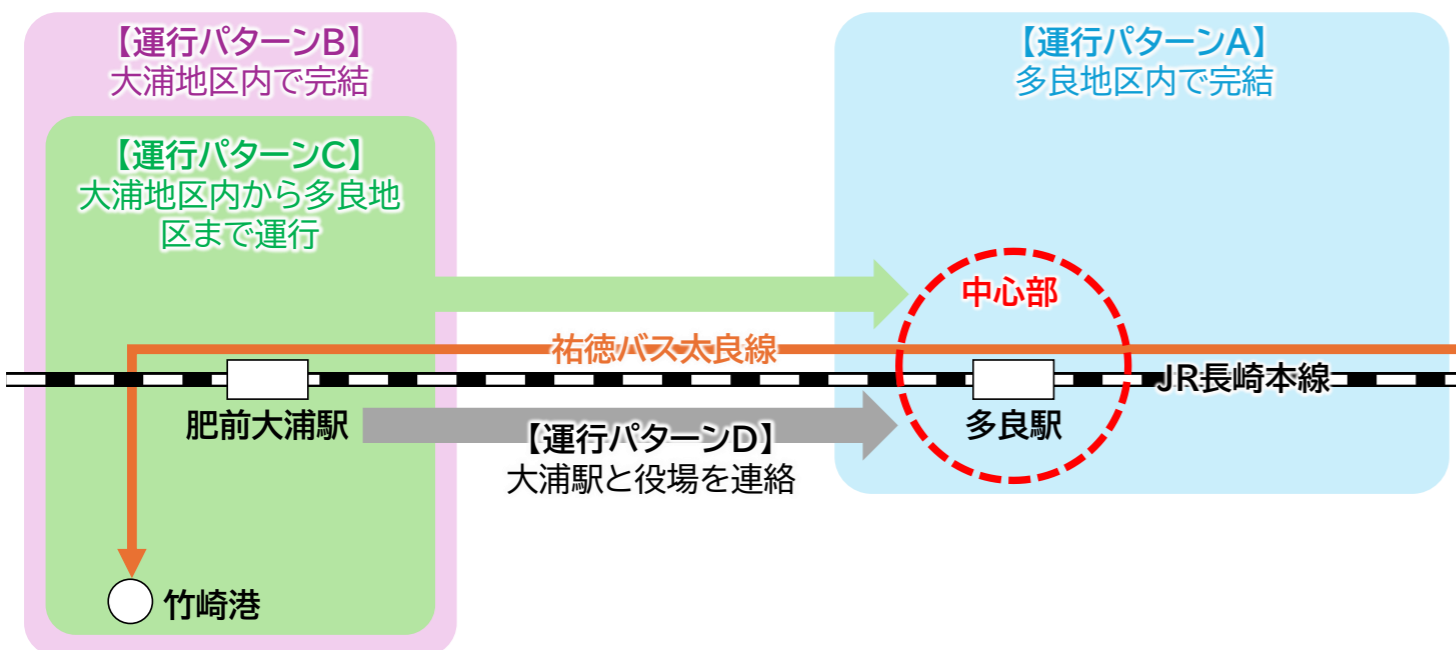 【運行パターンB】
大浦地区内で完結
【運行パターンA】
多良地区内で完結
【運行パターンC】
大浦地区内から多良地
区まで運行
中心部
祐徳バス太良線
JR長崎本線
肥前大浦駅
多良駅
【運行パターンD】
大浦駅と役場を連絡
竹崎港